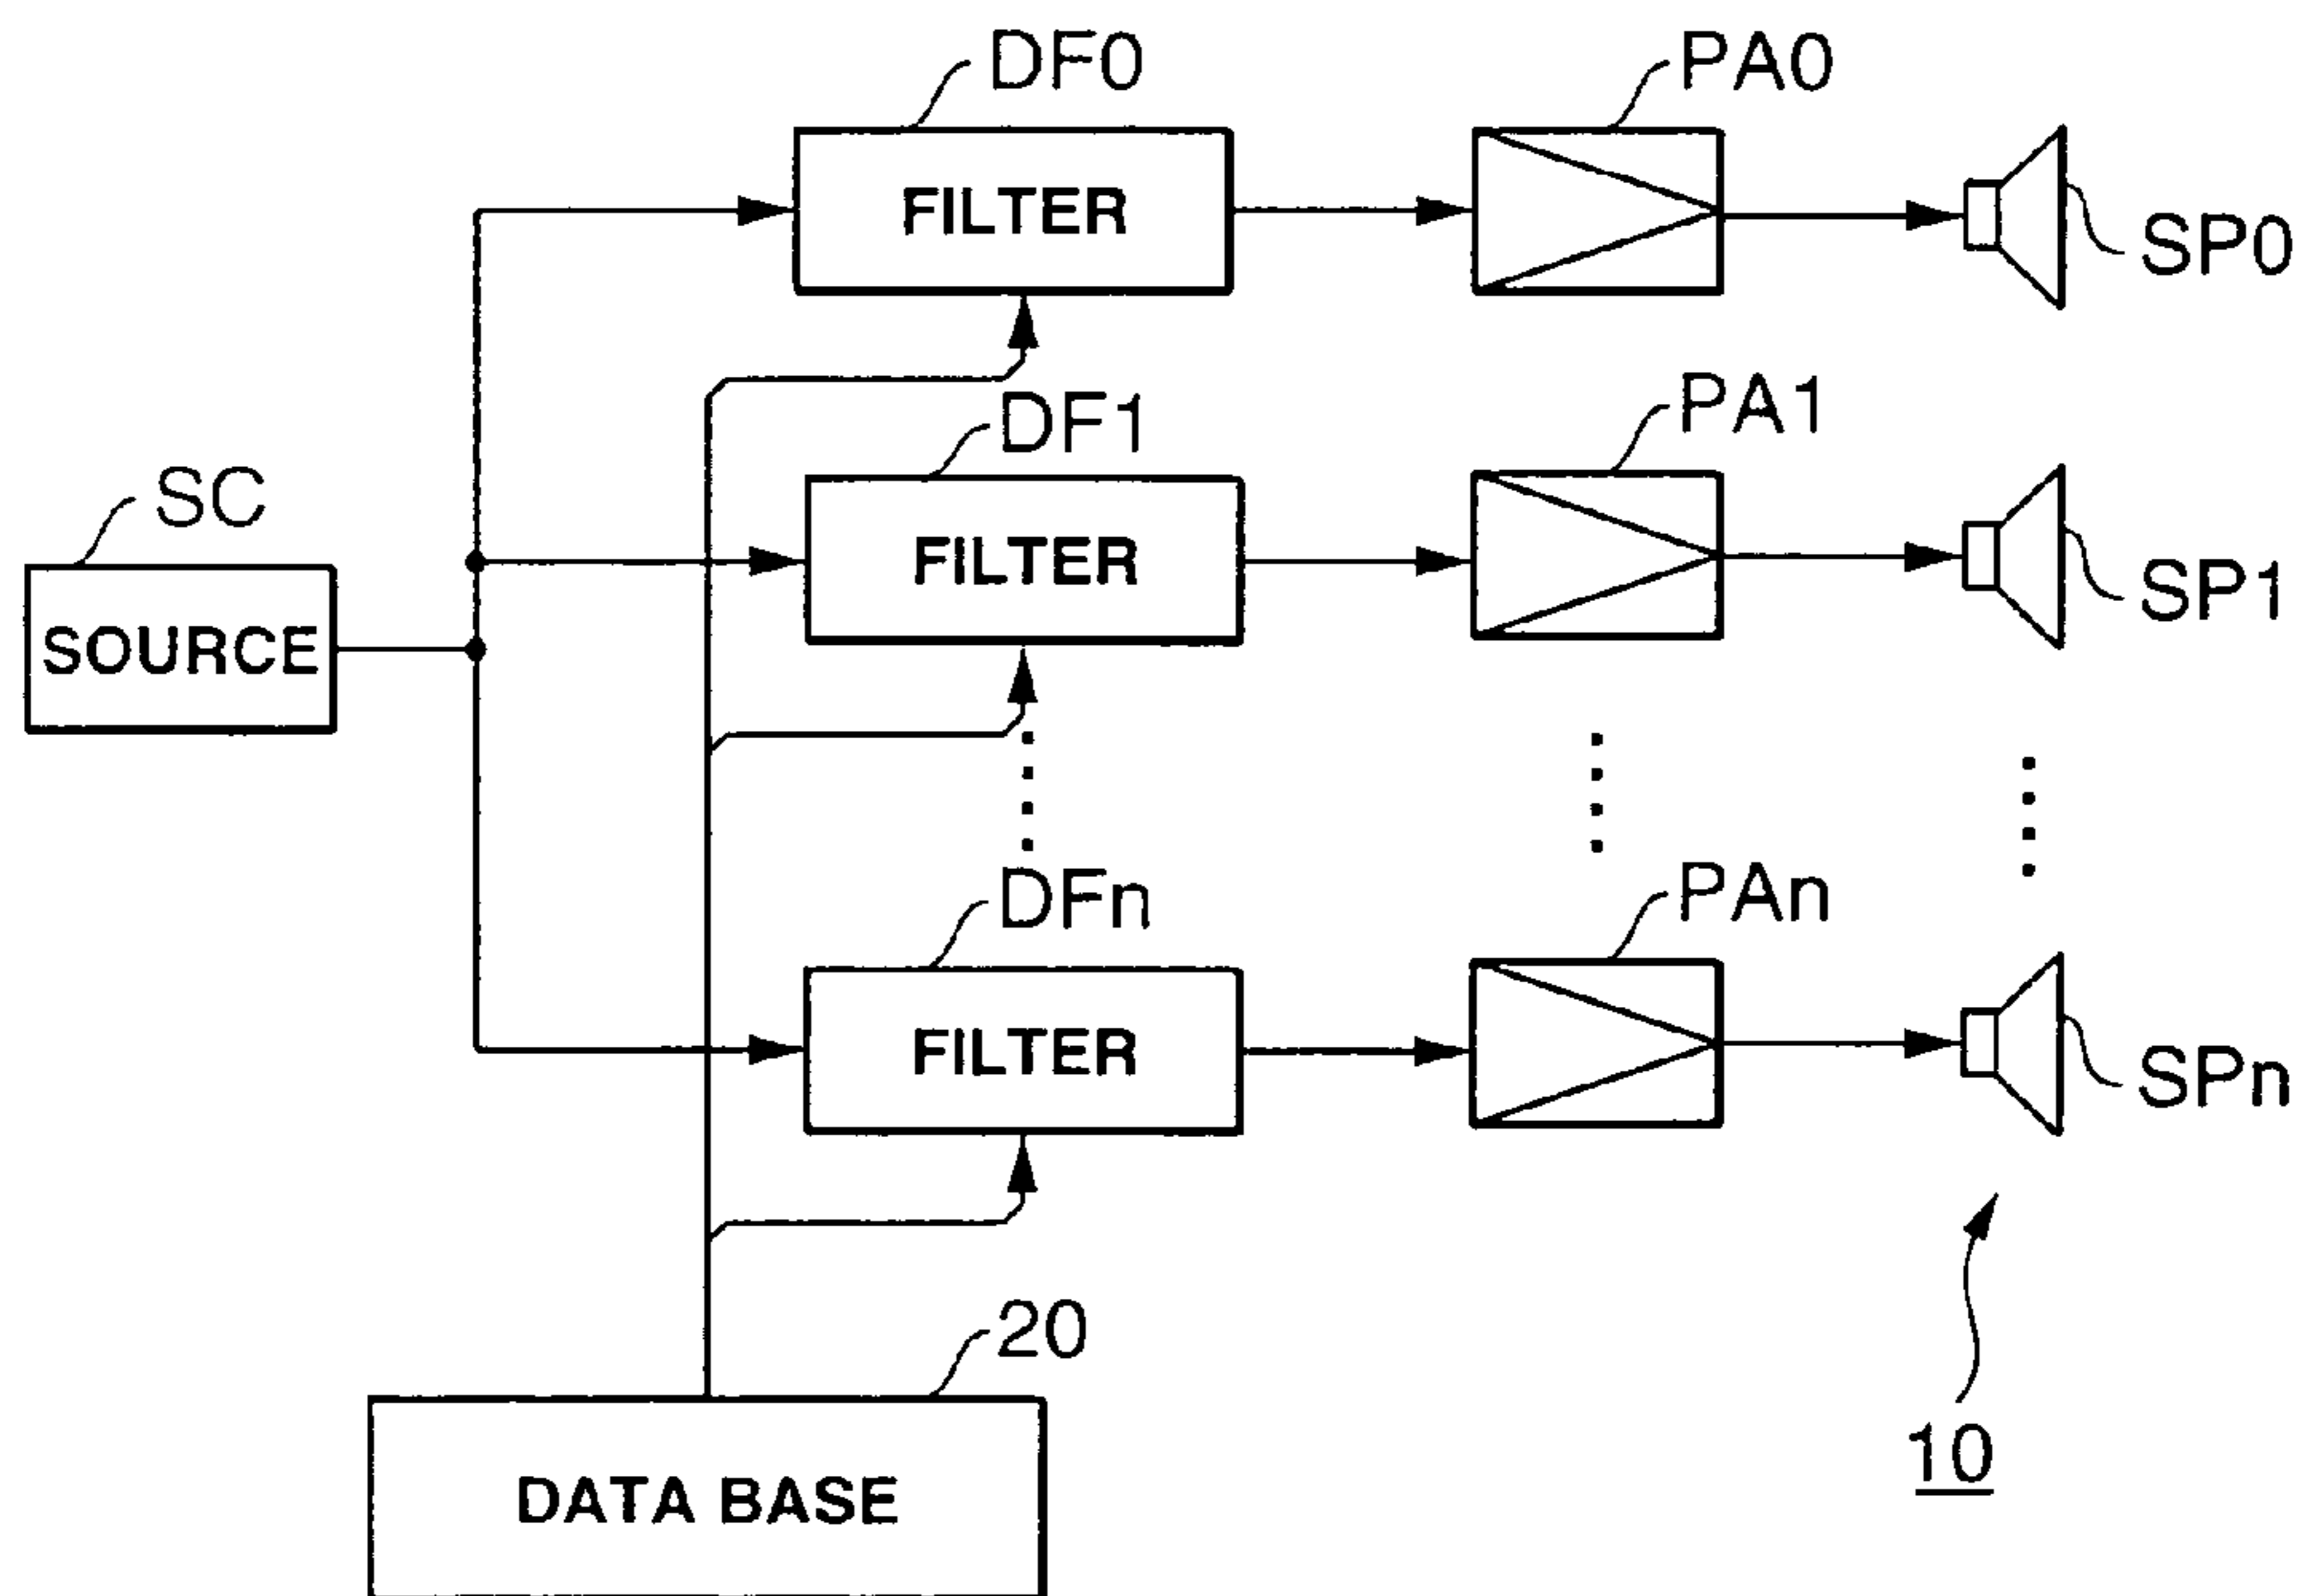 DF0
PA0
FILTER
SP0
DF1
PA1
SC
FILTER
SP1
SOURCE
DFn
PAn
FILTER
SPn
20
10
DATA BASE